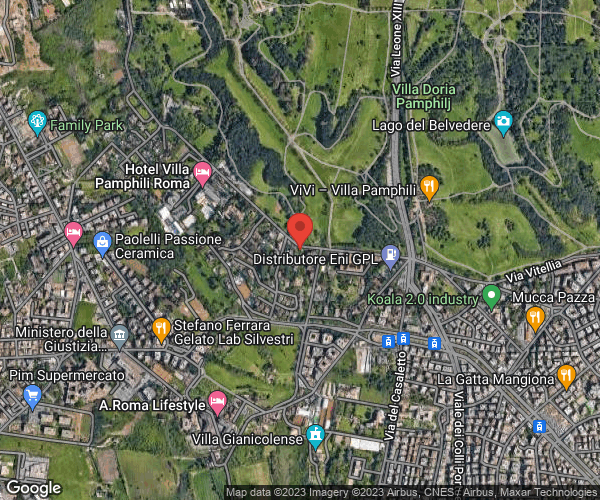 Via Leone XIII
Villa Doria
Pamphilj
Family Park
Lago del Belvedere
Hotel Villa
Pamphili Roma
ViVi – Villa Pamphili
Paolelli Passione
Ceramica
Distributore Eni GPL
Via Vitellia
Koala 2.0 industry
Mucca Pazza
Ministero della
Giustizia...
Stefano Ferrara
Gelato Lab Silvestri
Pim Supermercato
La Gatta Mangiona
A.Roma Lifestyle
Via del Casaletto
Viale dei Colli Por
Villa Gianicolense
Google
Map data ©2023 Imagery ©2023 Airbus, CNES / Airbus, Maxar Technologies